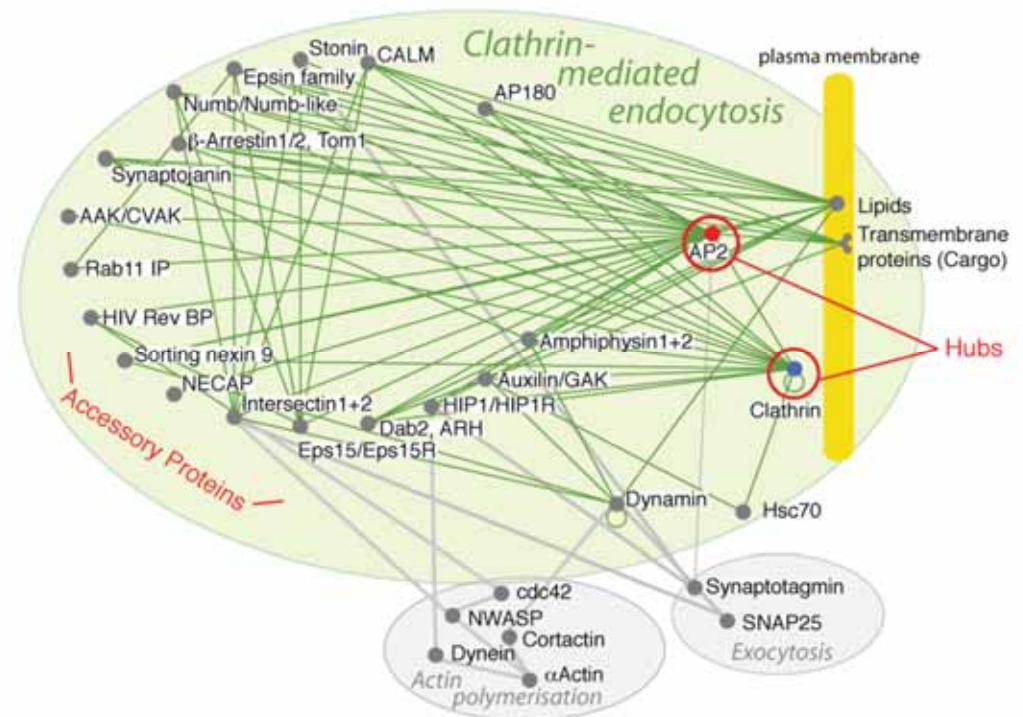 Clathrin-
mediated
endocytosis
plasma membrane
Stonin
CALM
Epsin family
AP180
Numb/Numb-like
β-Arrestin1/2, Tom1
Synaptojanin
AAK/CVAK
Lipids
AP2
Transmembrane
proteins (Cargo)
Rab11 IP
HIV Rev BP
Amphiphysin1+2
Hubs
Sorting nexin 9
NECAP
Auxilin/GAK
Intersectin1+2
HIP1/HIP1R
Clathrin
Dab2, ARH
Eps15/Eps15R
Accessory Proteins
Dynamin
Hsc70
cdc42
Synaptotagmin
NWASP
SNAP25
Cortactin
Exocytosis
Dynein
αActin
Actin
polymerisation